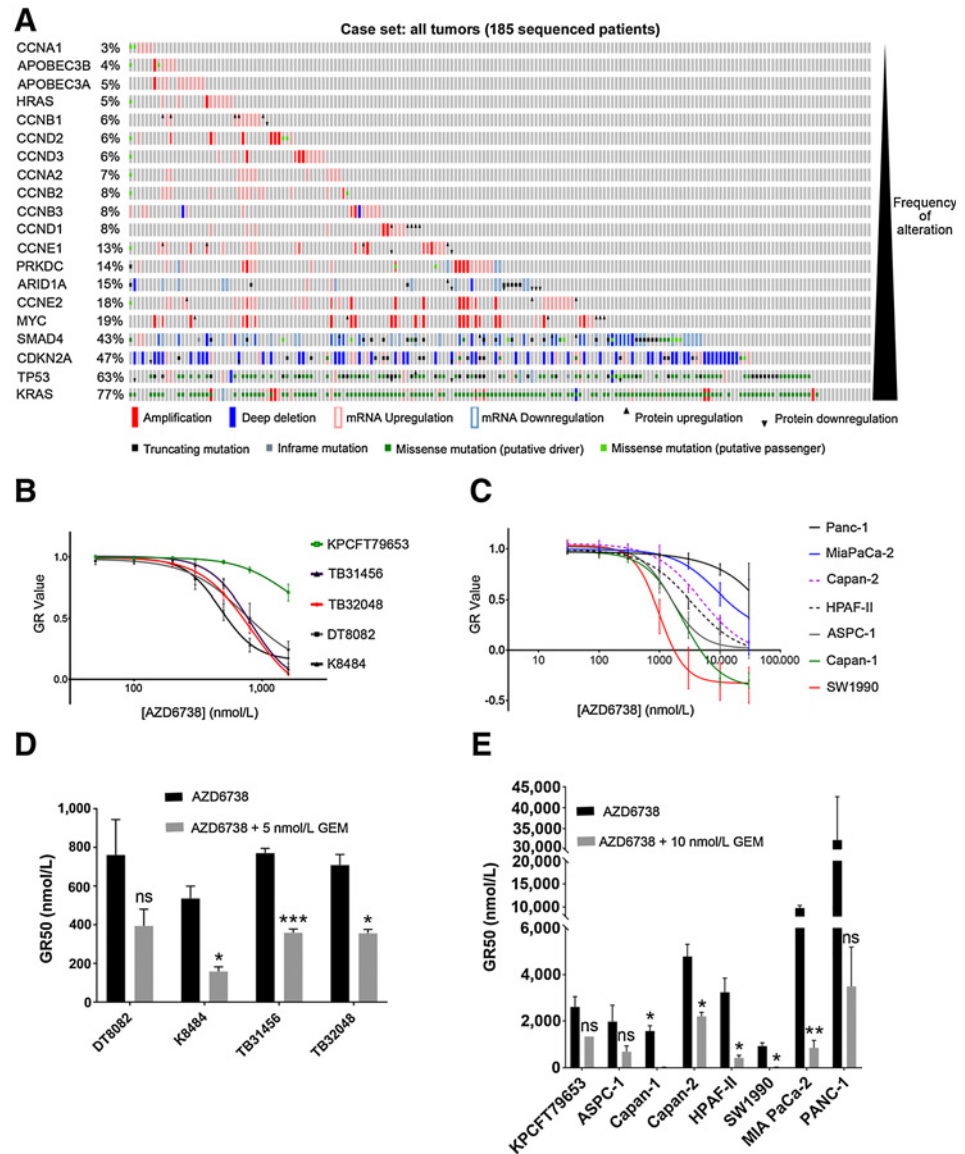 A
Case set: all tumors (185 sequenced patients)
CCNA1 3%
APOBEC3B 4%
APOBEC3A 5%
HRAS 5%
CCNB1 6%
CCND2 6%
CCND3 6%
CCNA2 7%
CCNB2 8%
CCNB3 8%
CCND1 8%
CCNE1 13%
PRKDC 14%
ARID1A 15%
CCNE2 18%
MYC 19%
SMAD4 43%
CDKN2A 47%
TP53 63%
KRAS 77%
Frequency
of
alteration
Amplification Deep deletion mRNA Upregulation mRNA Downregulation Protein upregulation Protein downregulation
Truncating mutation Inframe mutation Missense mutation (putative driver) Missense mutation (putative passenger)
B
GR Value
1.0
0.5
0.0
100 1,000
[AZD6738] (nmol/L)
KPCFT79653
TB31456
TB32048
DT8082
K8484
C
GR Value
1.0
0.5
0.0
-0.5
10 100 1000 10,000 100.000
[AZD6738] (nmol/L)
Panc-1
MiaPaCa-2
Capan-2
HPAF-II
ASPC-1
Capan-1
SW1990
D
AZD6738
AZD6738 + 5 nmol/L GEM
GR50 (nmol/L)
1,000
800
600
400
200
0
ns
*
***
*
DT8082
K8484
TB31456
TB32048
E
AZD6738
AZD6738 + 10 nmol/L GEM
GR50 (nmol/L)
45,000
40,000
35,000
30,000
20,000
15,000
10,000
6,000
4,000
2,000
0
ns
ns
*
*
*
*
**
ns
KPCFT79653
ASPC-1
Capan-1
Capan-2
HPAF-II
SW1990
MIA PaCa-2
PANC-1